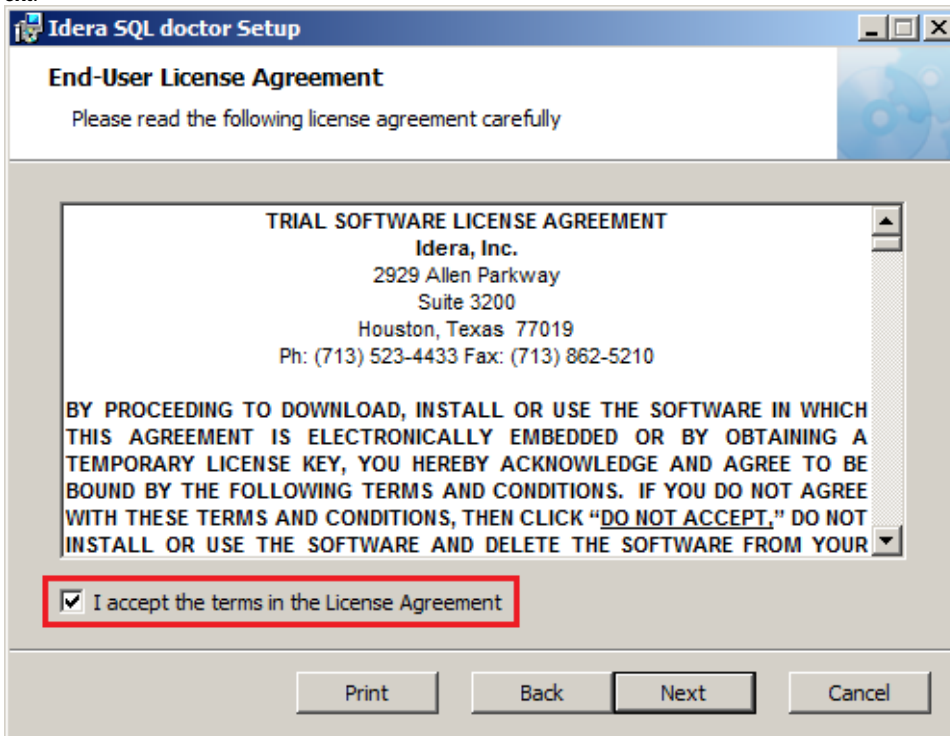 Idera SQL doctor Setup
End-User License Agreement
Please read the following license agreement carefully
TRIAL SOFTWARE LICENSE AGREEMENT
Idera, Inc.
2929 Allen Parkway
Suite 3200
Houston, Texas 77019
Ph: (713) 523-4433 Fax: (713) 862-5210
BY PROCEEDING TO DOWNLOAD, INSTALL OR USE THE SOFTWARE IN WHICH
THIS AGREEMENT IS ELECTRONICALLY EMBEDDED OR BY OBTAINING A
TEMPORARY LICENSE KEY, YOU HEREBY ACKNOWLEDGE AND AGREE TO BE
BOUND BY THE FOLLOWING TERMS AND CONDITIONS. IF YOU DO NOT AGREE
WITH THESE TERMS AND CONDITIONS, THEN CLICK “DO NOT ACCEPT,” DO NOT
INSTALL OR USE THE SOFTWARE AND DELETE THE SOFTWARE FROM YOUR
I accept the terms in the License Agreement
Print Back Next Cancel